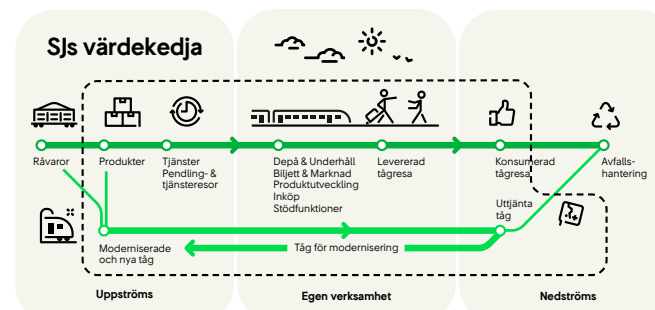 SJs värdekedja
Råvaror
Produkter
Tjänster
Pendling- &
tjänsteresor
Depå & Underhåll
Biljett & Marknad
Produktutveckling
Inköp
Stödfunktioner
Levererad
tågresa
Konsumerad
tågresa
Avfalls-
hantering
Uttjänta
tåg
Moderniserade
och nya tåg
Tåg för modernisering
Uppströms
Egen verksamhet
Nedströms